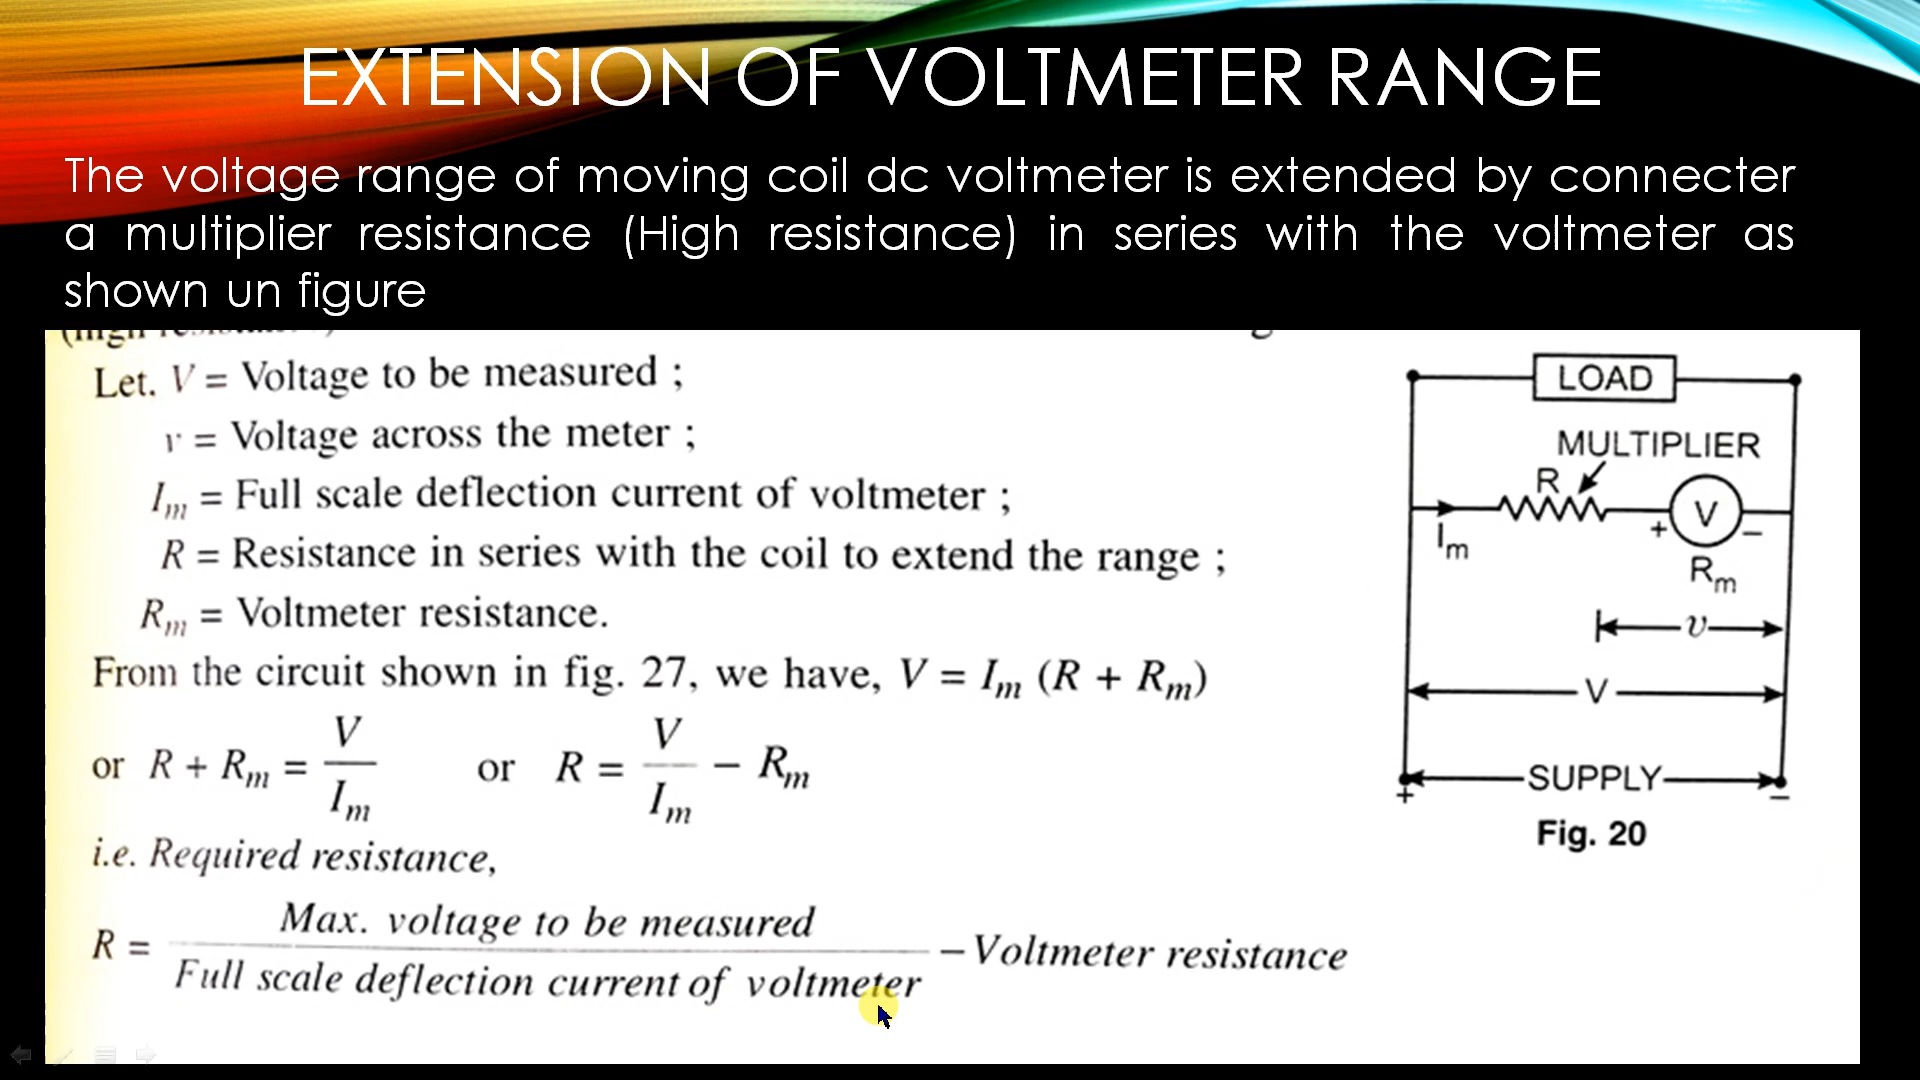 EXTENSION OF VOLTMETER RANGE
The voltage range of moving coil dc voltmeter is extended by connecter
a multiplier resistance (High resistance) in series with the voltmeter as
shown un figure
Let. V = Voltage to be measured ;
v = Voltage across the meter ;
Im = Full scale deflection current of voltmeter ;
R = Resistance in series with the coil to extend the range ;
Rm = Voltmeter resistance.
From the circuit shown in fig. 27, we have, V = Im (R + Rm)
or R + Rm = V / Im or R = V / Im − Rm
i.e. Required resistance,
R = Max. voltage to be measured / Full scale deflection current of voltmeter − Voltmeter resistance
LOAD
MULTIPLIER
R
V
+ −
Im
Rm
v
V
SUPPLY
+ −
Fig. 20